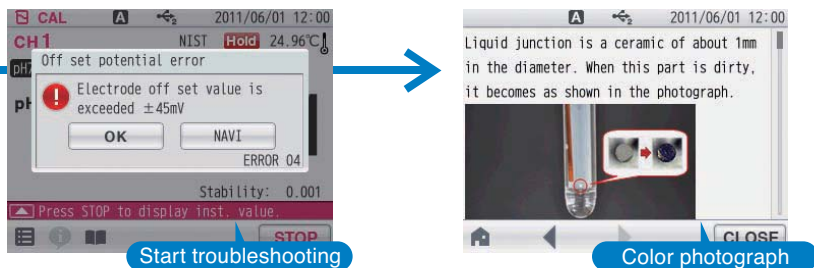 CAL A 2 2011/06/01 12:00
CH1 NIST Hold 24.96℃
Off set potential error
Electrode off set value is
exceeded ±45mV
OK NAVI
ERROR 04
Stability: 0.001
Press STOP to display inst. value.
STOP
Start troubleshooting
A 2 2011/06/01 12:00
Liquid junction is a ceramic of about 1mm
in the diameter. When this part is dirty,
it becomes as shown in the photograph.
CLOSE
Color photograph